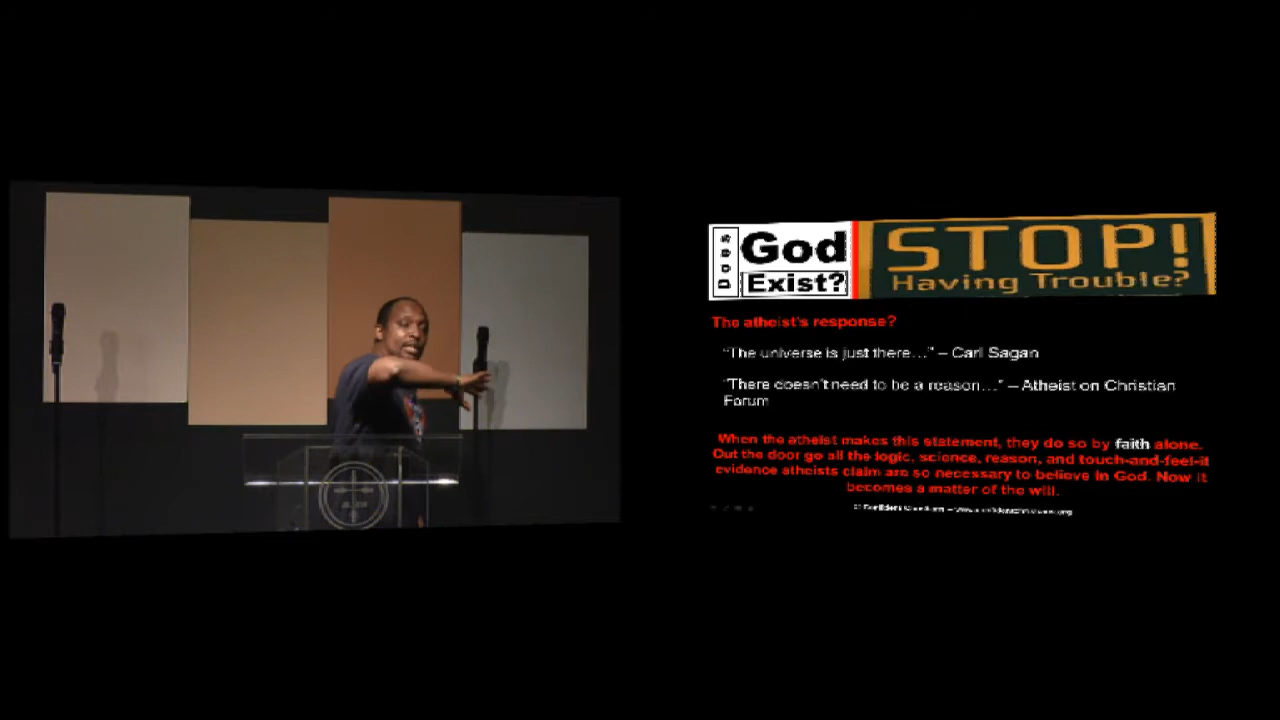 Does
God
Exist?
STOP!
Having Trouble?
The atheist's response?
"The universe is just there…" – Carl Sagan
"There doesn't need to be a reason…" – Atheist on Christian
Forum
When the atheist makes this statement, they do so by faith alone.
Out the door go all the logic, science, reason, and touch-and-feel-it
evidence atheists claim are so necessary to believe in God. Now it
becomes a matter of the will.